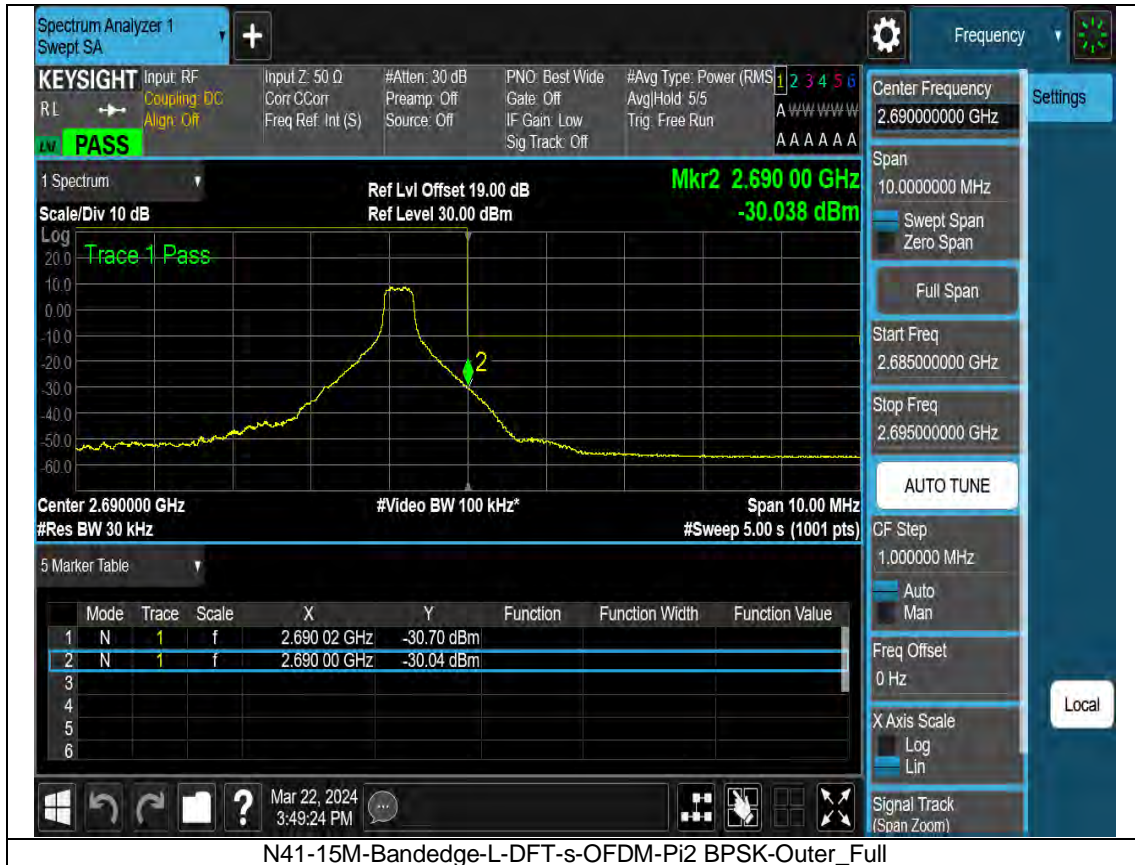 Spectrum Analyzer 1
Swept SA
+
Frequency
KEYSIGHT
RL
PASS
Input: RF
Coupling: DC
Align: Off
Input Z: 50 Ω
Corr CCorr
Freq Ref: Int (S)
#Atten: 30 dB
Preamp: Off
Source: Off
PNO: Best Wide
Gate: Off
IF Gain: Low
Sig Track: Off
#Avg Type: Power (RMS
Avg|Hold: 5/5
Trig: Free Run
1 2 3 4 5 6
A W W W W W
A A A A A A
Center Frequency
2.690000000 GHz
Settings
1 Spectrum
Scale/Div 10 dB
Ref Lvl Offset 19.00 dB
Ref Level 30.00 dBm
Mkr2 2.690 00 GHz
-30.038 dBm
Log
Trace 1 Pass
20.0
10.0
0.00
-10.0
-20.0
-30.0
-40.0
-50.0
-60.0
2
Center 2.690000 GHz
#Res BW 30 kHz
#Video BW 100 kHz*
Span 10.00 MHz
#Sweep 5.00 s (1001 pts)
Span
10.0000000 MHz
Swept Span
Zero Span
Full Span
Start Freq
2.685000000 GHz
Stop Freq
2.695000000 GHz
AUTO TUNE
CF Step
1.000000 MHz
Auto
Man
Freq Offset
0 Hz
X Axis Scale
Log
Lin
Signal Track
(Span Zoom)
Local
5 Marker Table
Mode Trace Scale X Y Function Function Width Function Value
1 N 1 f 2.690 02 GHz -30.70 dBm
2 N 1 f 2.690 00 GHz -30.04 dBm
3
4
5
6
?
Mar 22, 2024
3:49:24 PM
N41-15M-Bandedge-L-DFT-s-OFDM-Pi2 BPSK-Outer_Full